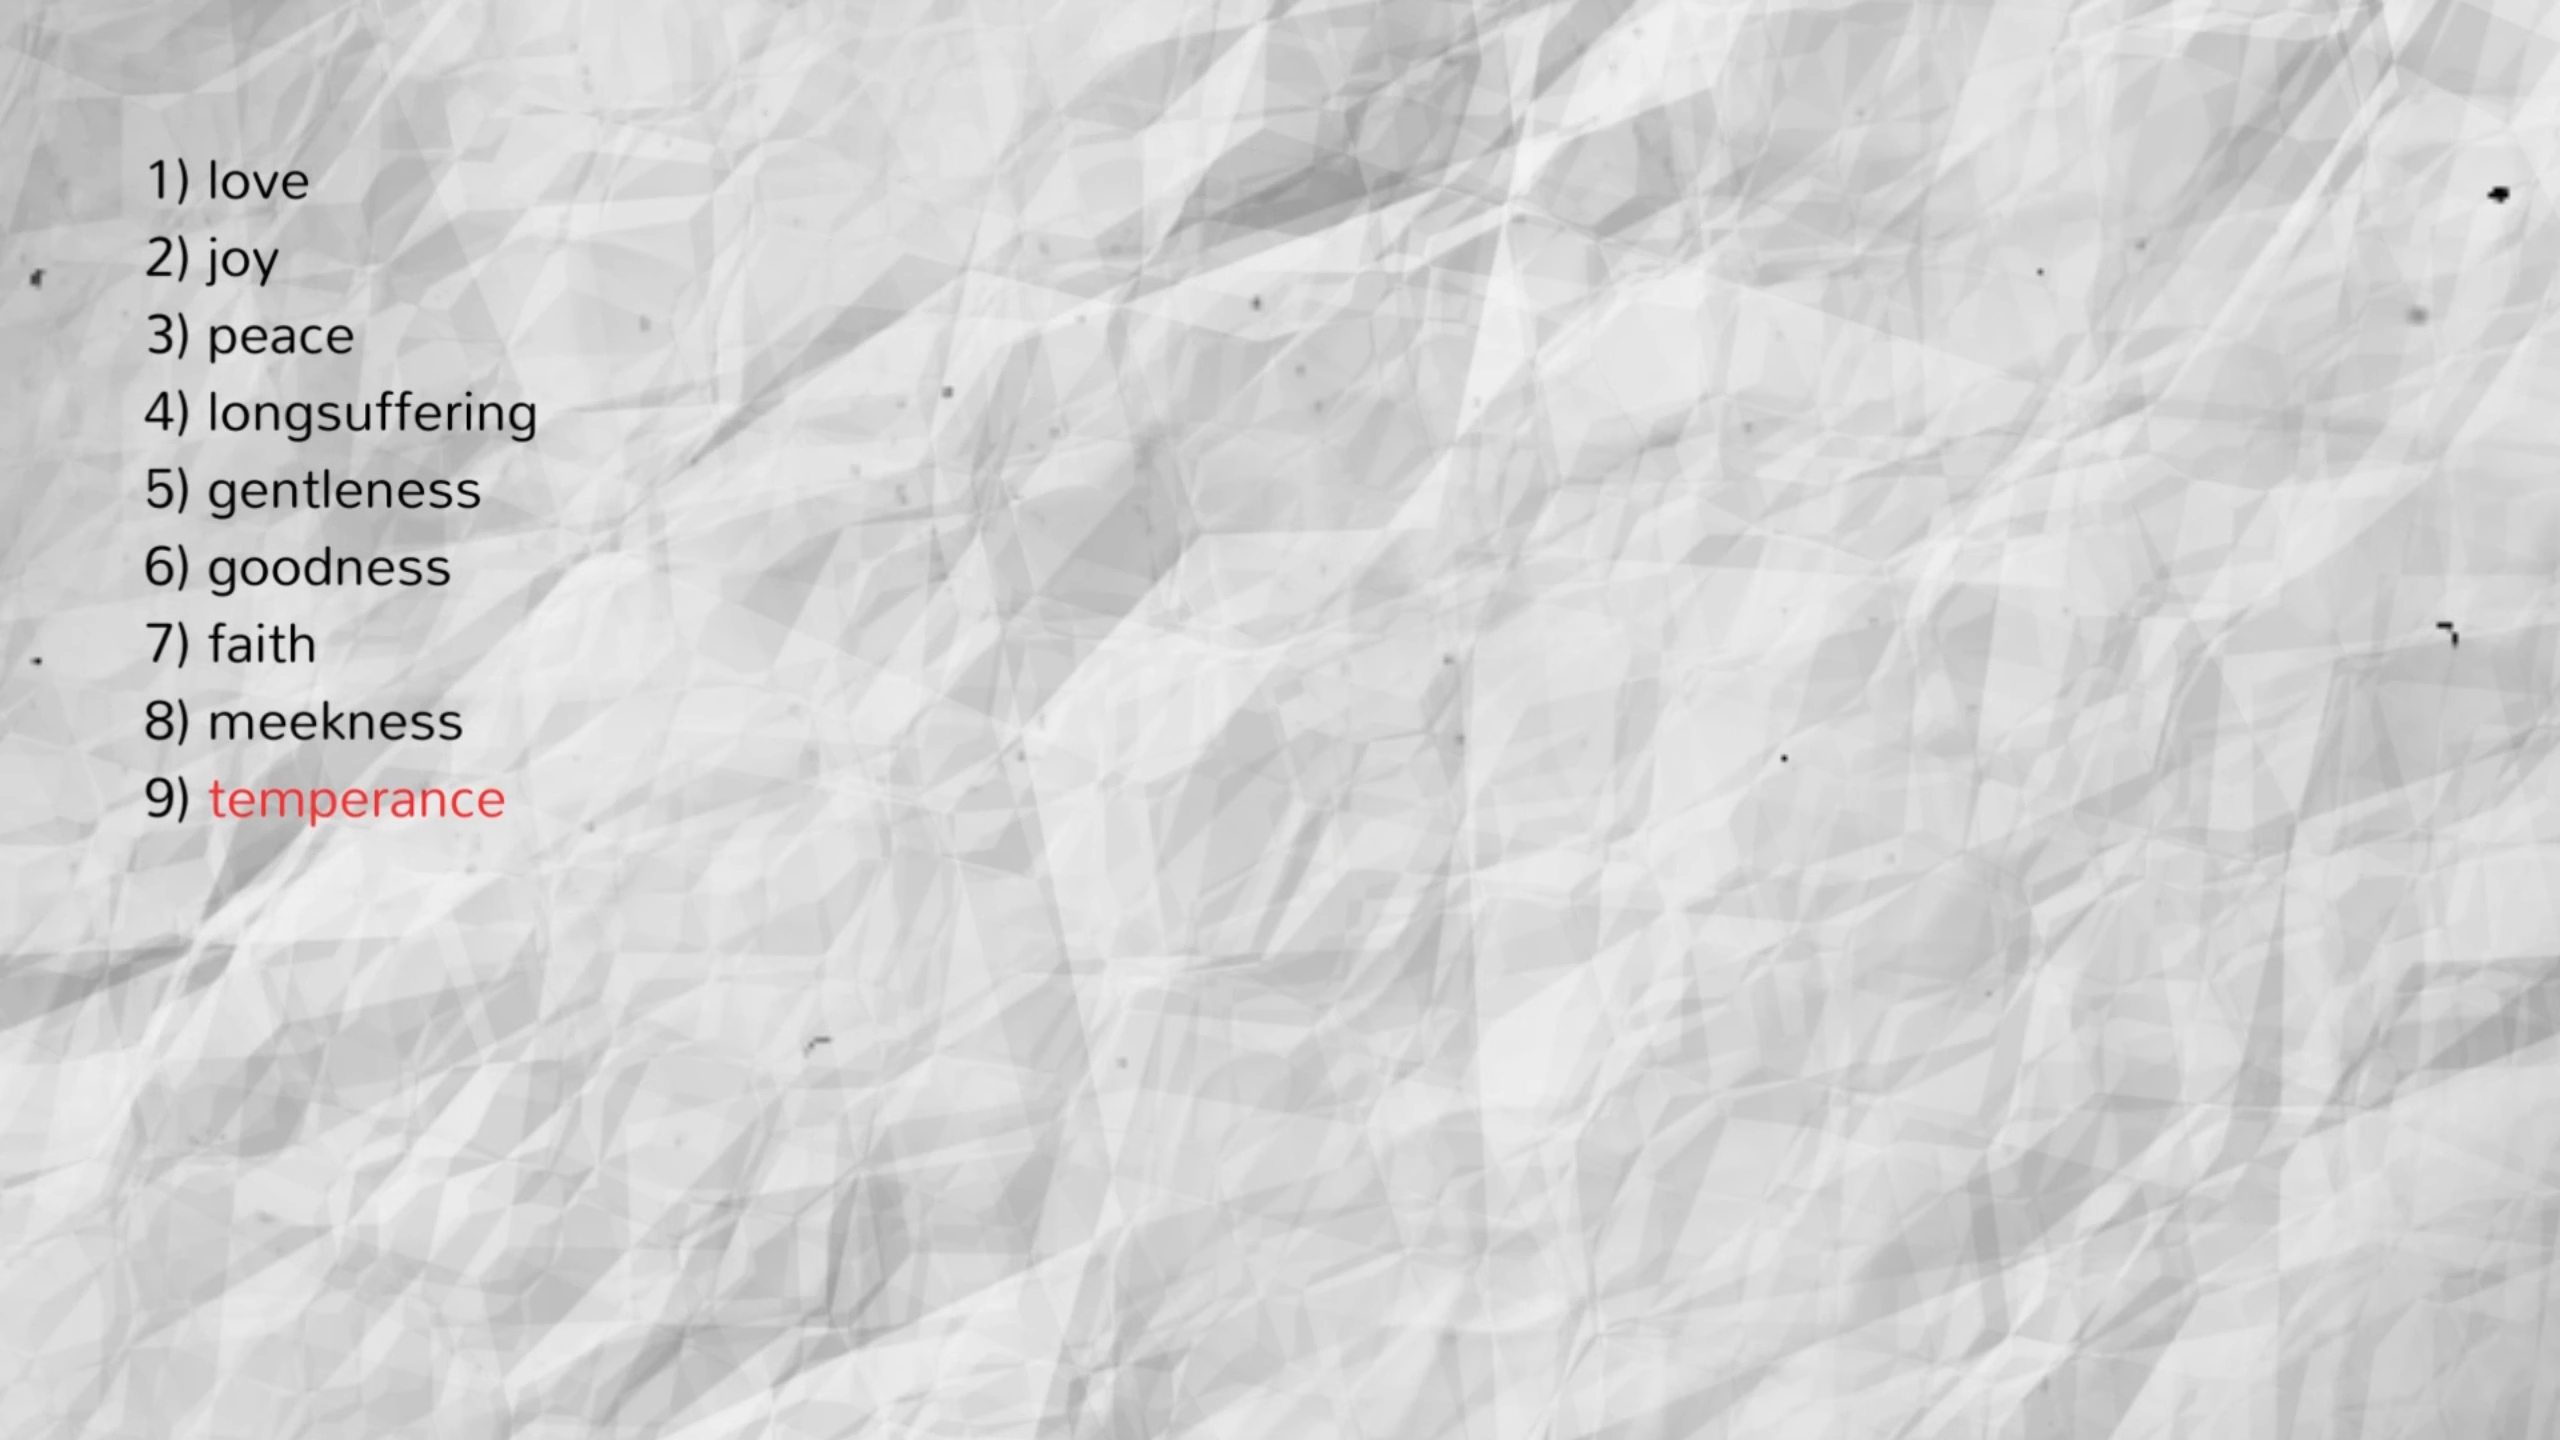 1) love
2) joy
3) peace
4) longsuffering
5) gentleness
6) goodness
7) faith
8) meekness
9) temperance